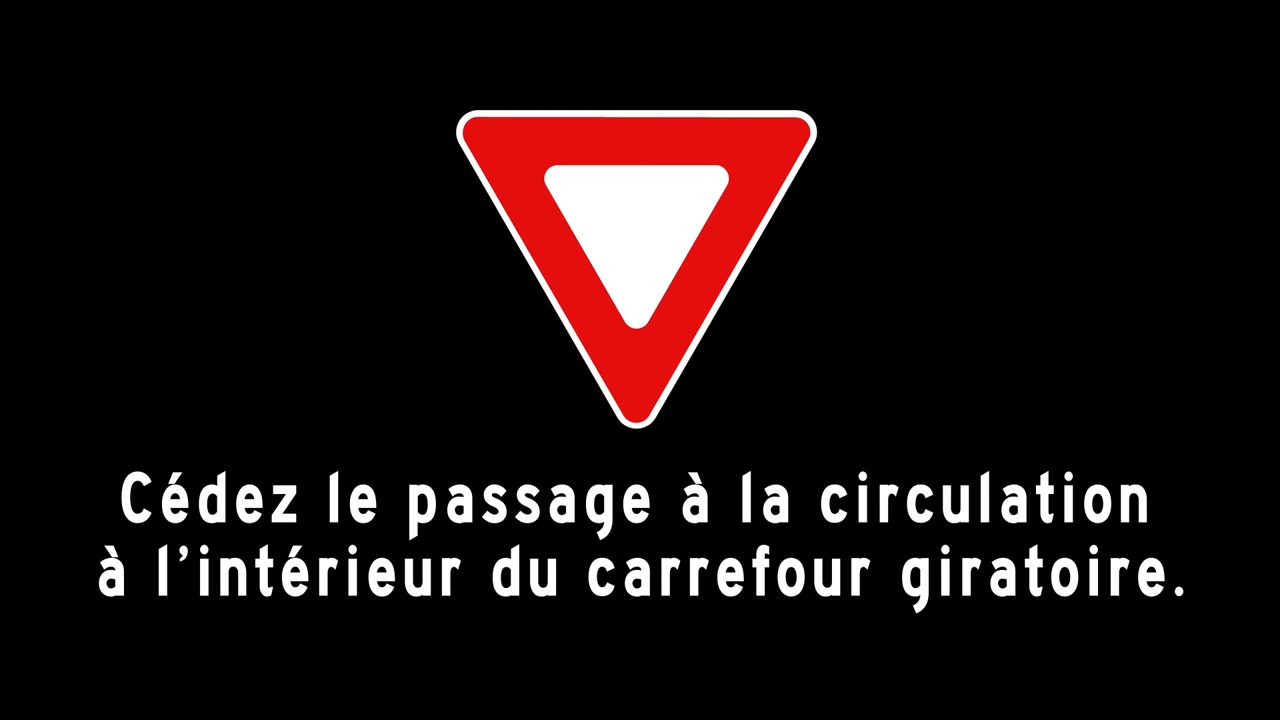 Cédez le passage à la circulation
à l'intérieur du carrefour giratoire.